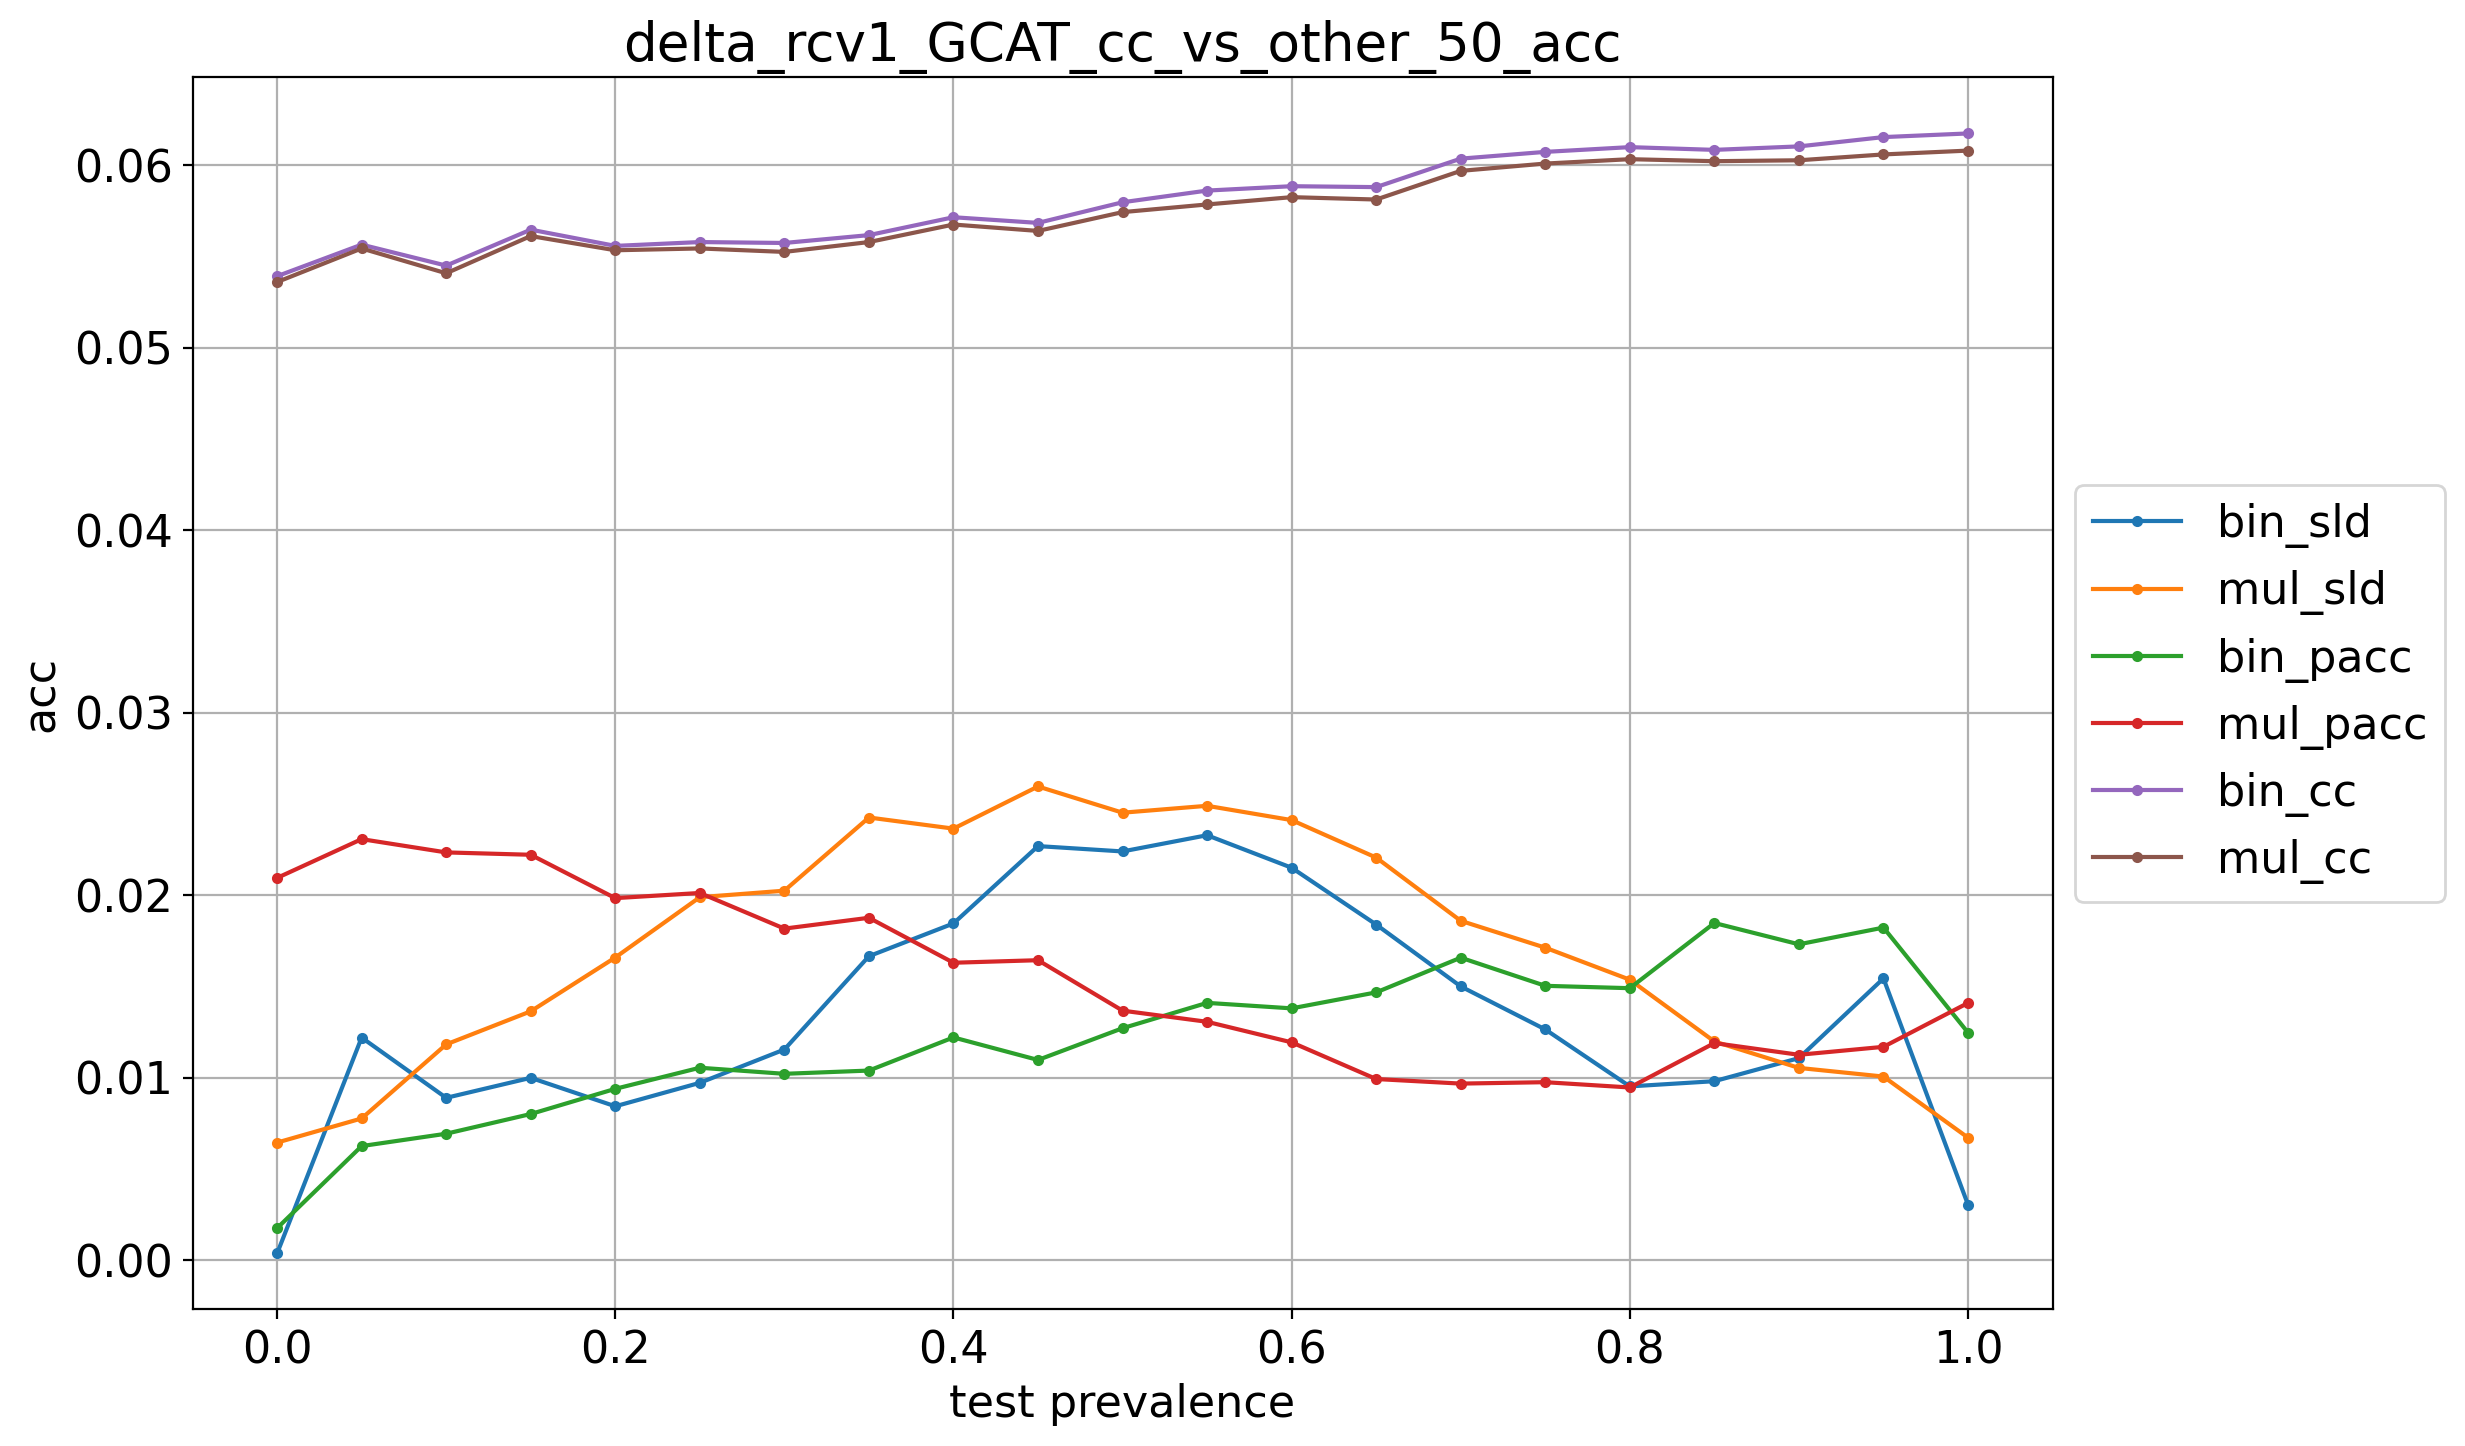 delta_rcv1_GCAT_cc_vs_other_50_acc
0.06
0.05
0.04
0.03
0.02
0.01
0.00
acc
0.0 0.2 0.4 0.6 0.8 1.0
test prevalence
bin_sld
mul_sld
bin_pacc
mul_pacc
bin_cc
mul_cc